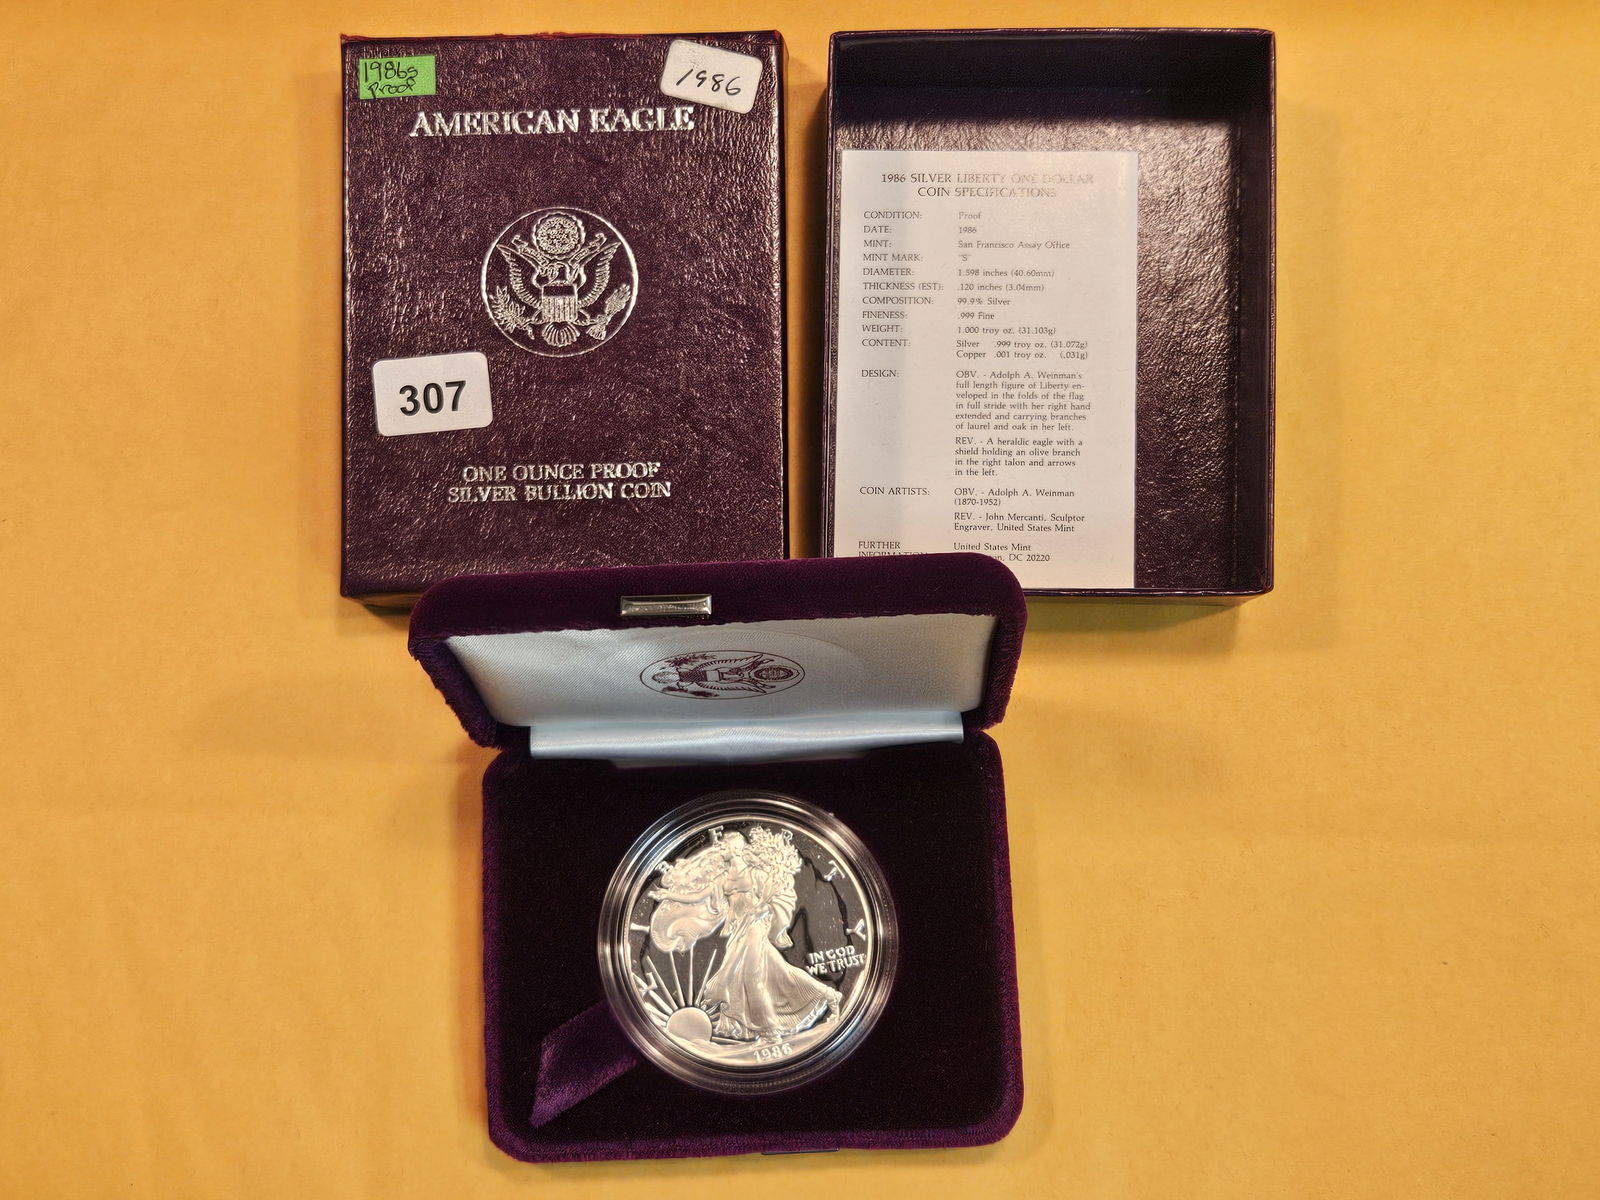 1986s
Proof
1986
AMERICAN EAGLE
307
ONE OUNCE PROOF
SILVER BULLION COIN
1986 SILVER LIBERTY ONE DOLLAR
COIN SPECIFICATIONS
CONDITION: Proof
DATE: 1986
MINT: San Francisco Assay Office
MINT MARK: "S"
DIAMETER: 1.598 inches (40.60mm)
THICKNESS (EST): .120 inches (3.04mm)
COMPOSITION: 99.9% Silver
FINENESS: .999 Fine
WEIGHT: 1.000 troy oz. (31.103g)
CONTENT: Silver .999 troy oz. (31.072g)
Copper .001 troy oz. (.031g)
DESIGN: OBV. - Adolph A. Weinman's
full length figure of Liberty en-
veloped in the folds of the flag
in full stride with her right hand
extended and carrying branches
of laurel and oak in her left.
REV. - A heraldic eagle with a
shield holding an olive branch
in the right talon and arrows
in the left.
COIN ARTISTS: OBV. - Adolph A. Weinman
(1870-1952)
REV. - John Mercanti, Sculptor
Engraver, United States Mint
FURTHER United States Mint
INFORMATION DC 20220
LIBERTY
IN GOD
WE TRUST
1986